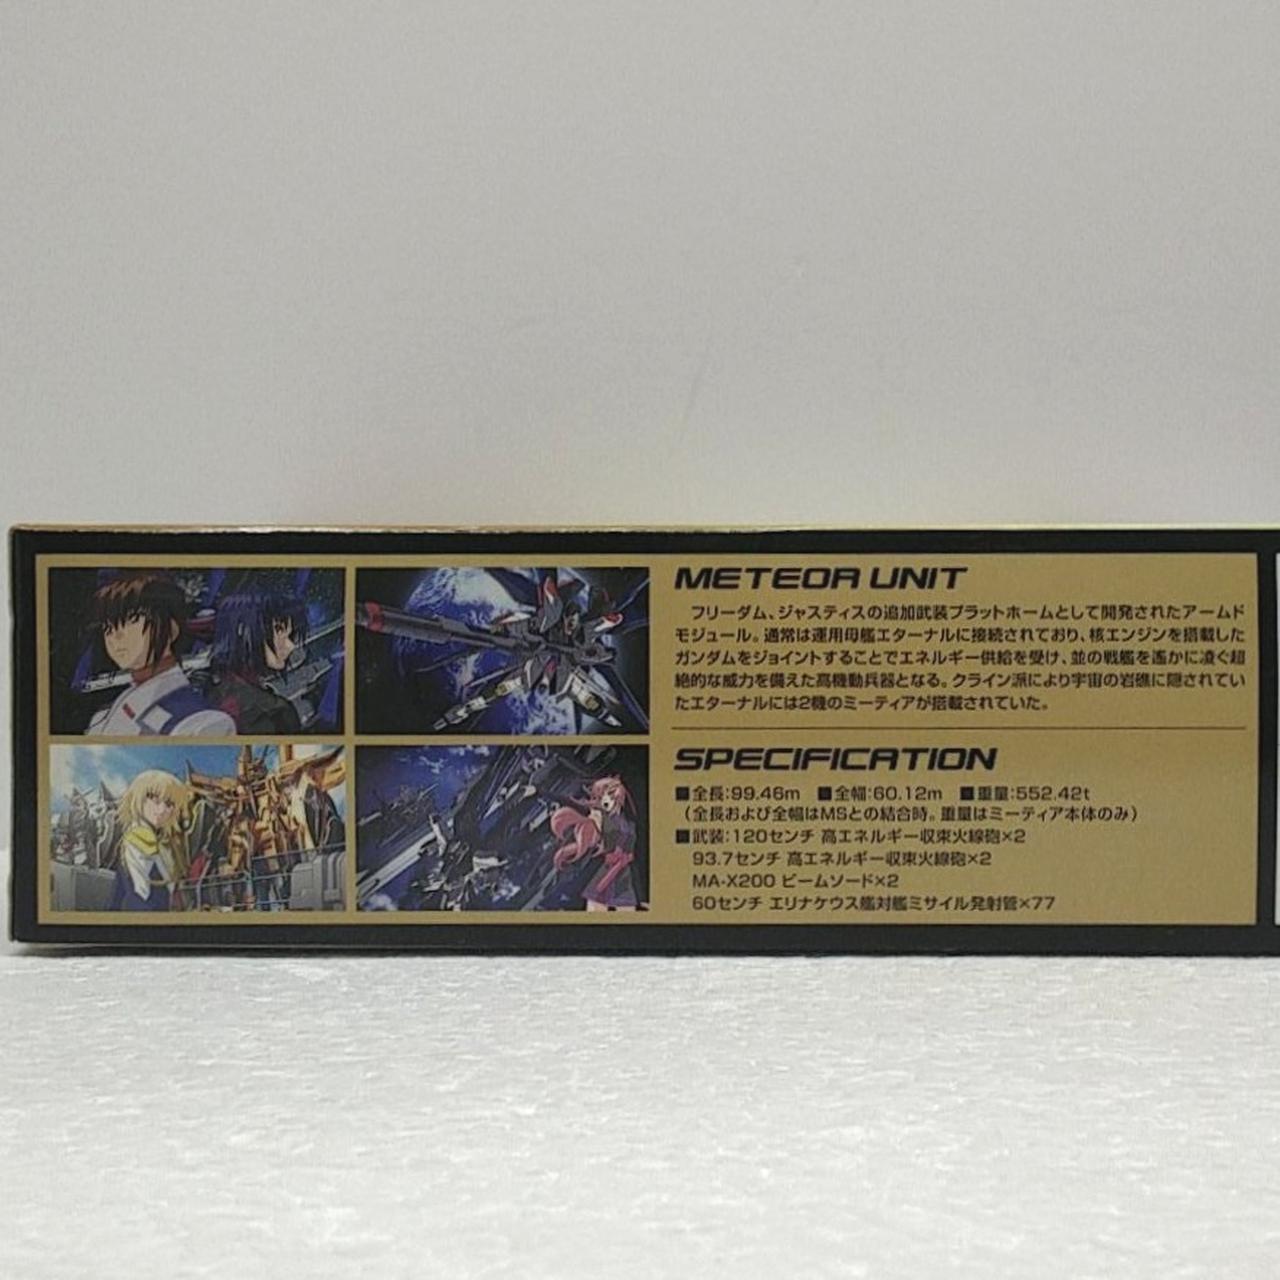 METEOR UNIT
フリーダム、ジャスティスの追加武装プラットホームとして開発されたアームド
モジュール。通常は運用母艦エターナルに接続されており、核エンジンを搭載した
ガンダムをジョイントすることでエネルギー供給を受け、並の戦艦を遙かに凌ぐ超
絶的な威力を備えた高機動兵器となる。クライン派により宇宙の岩礁に隠されてい
たエターナルには2機のミーティアが搭載されていた。
SPECIFICATION
■全長:99.46m ■全幅:60.12m ■重量:552.42t
(全長および全幅はMSとの結合時。重量はミーティア本体のみ)
■武装:120センチ 高エネルギー収束火線砲×2
93.7センチ 高エネルギー収束火線砲×2
MA-X200 ビームソード×2
60センチ エリナケウス艦対艦ミサイル発射管×77